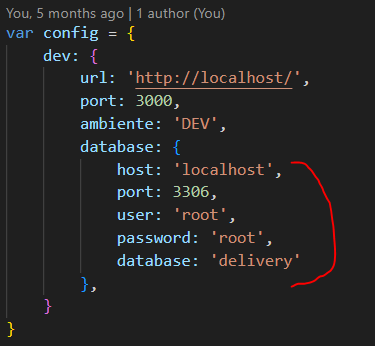 You, 5 months ago | 1 author (You)
var config = {
    dev: {
        url: 'http://localhost/',
        port: 3000,
        ambiente: 'DEV',
        database: {
            host: 'localhost',
            port: 3306,
            user: 'root',
            password: 'root',
            database: 'delivery'
        },
    }
}